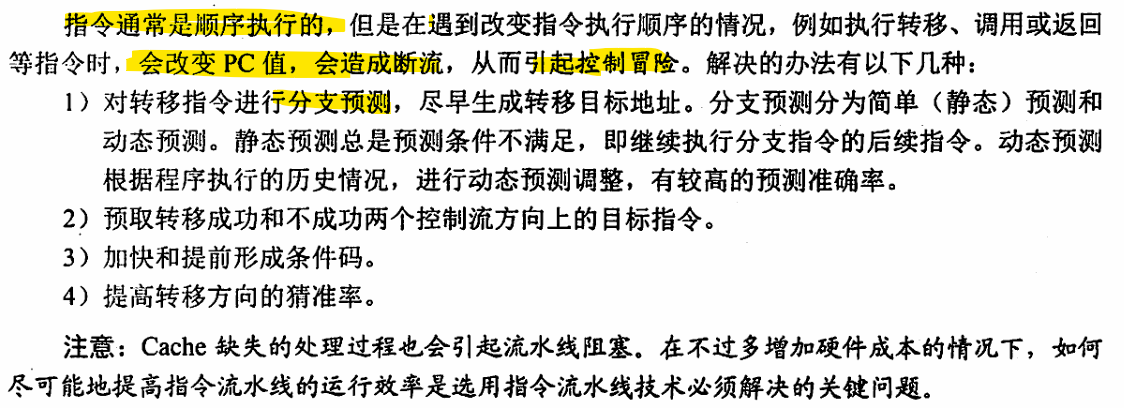 指令通常是顺序执行的，但是在遇到改变指令执行顺序的情况，例如执行转移、调用或返回
等指令时，会改变 PC 值，会造成断流，从而引起控制冒险。解决的办法有以下几种：
1）对转移指令进行分支预测，尽早生成转移目标地址。分支预测分为简单（静态）预测和
动态预测。静态预测总是预测条件不满足，即继续执行分支指令的后续指令。动态预测
根据程序执行的历史情况，进行动态预测调整，有较高的预测准确率。
2）预取转移成功和不成功两个控制流方向上的目标指令。
3）加快和提前形成条件码。
4）提高转移方向的猜准率。
注意：Cache 缺失的处理过程也会引起流水线阻塞。在不过多增加硬件成本的情况下，如何
尽可能地提高指令流水线的运行效率是选用指令流水线技术必须解决的关键问题。